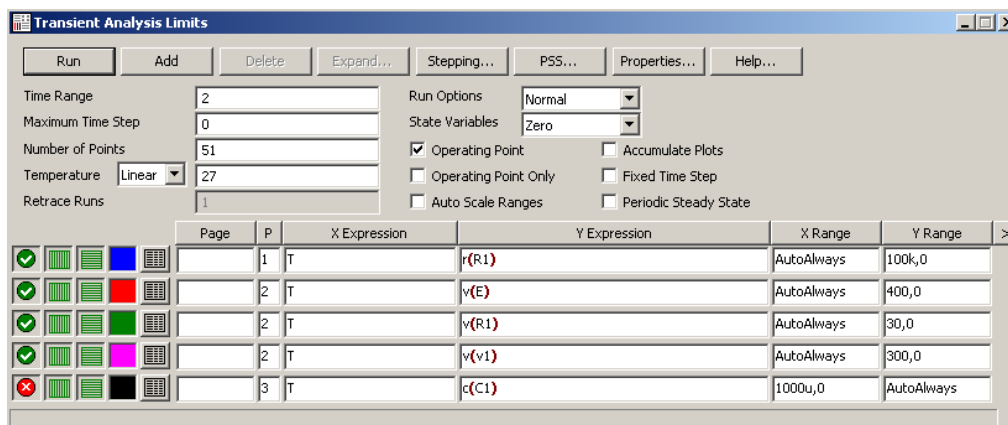 Transient Analysis Limits
Run Add Delete Expand... Stepping... PSS... Properties... Help...
Time Range 2 Run Options Normal
Maximum Time Step 0 State Variables Zero
Number of Points 51 Operating Point Accumulate Plots
Temperature Linear 27 Operating Point Only Fixed Time Step
Retrace Runs 1 Auto Scale Ranges Periodic Steady State
Page P X Expression Y Expression X Range Y Range >
1 T r(R1) AutoAlways 100k,0
2 T v(E) AutoAlways 400,0
2 T v(R1) AutoAlways 30,0
2 T v(v1) AutoAlways 300,0
3 T c(C1) 1000u,0 AutoAlways